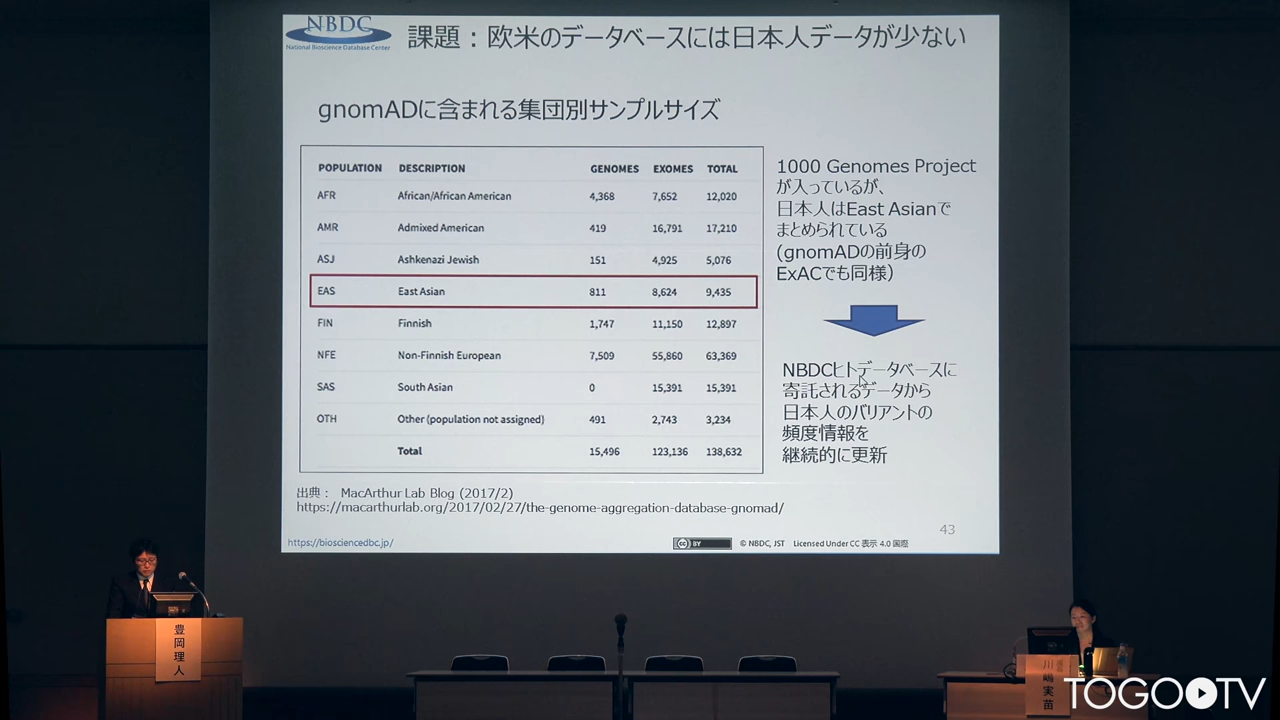 NBDC
National Bioscience Database Center
課題：欧米のデータベースには日本人データが少ない
gnomADに含まれる集団別サンプルサイズ
POPULATION DESCRIPTION GENOMES EXOMES TOTAL
AFR African/African American 4,368 7,652 12,020
AMR Admixed American 419 16,791 17,210
ASJ Ashkenazi Jewish 151 4,925 5,076
EAS East Asian 811 8,624 9,435
FIN Finnish 1,747 11,150 12,897
NFE Non-Finnish European 7,509 55,860 63,369
SAS South Asian 0 15,391 15,391
OTH Other (population not assigned) 491 2,743 3,234
Total 15,496 123,136 138,632
1000 Genomes Project
が入っているが、
日本人はEast Asianで
まとめられている
(gnomADの前身の
ExACでも同様)
NBDCヒトデータベースに
寄託されるデータから
日本人のバリアントの
頻度情報を
継続的に更新
出典： MacArthur Lab Blog (2017/2)
https://macarthurlab.org/2017/02/27/the-genome-aggregation-database-gnomad/
43
https://biosciencedbc.jp/
CC BY
© NBDC, JST Licensed Under CC 表示 4.0 国際
豊岡理人
川嶋実苗
TOGOTV